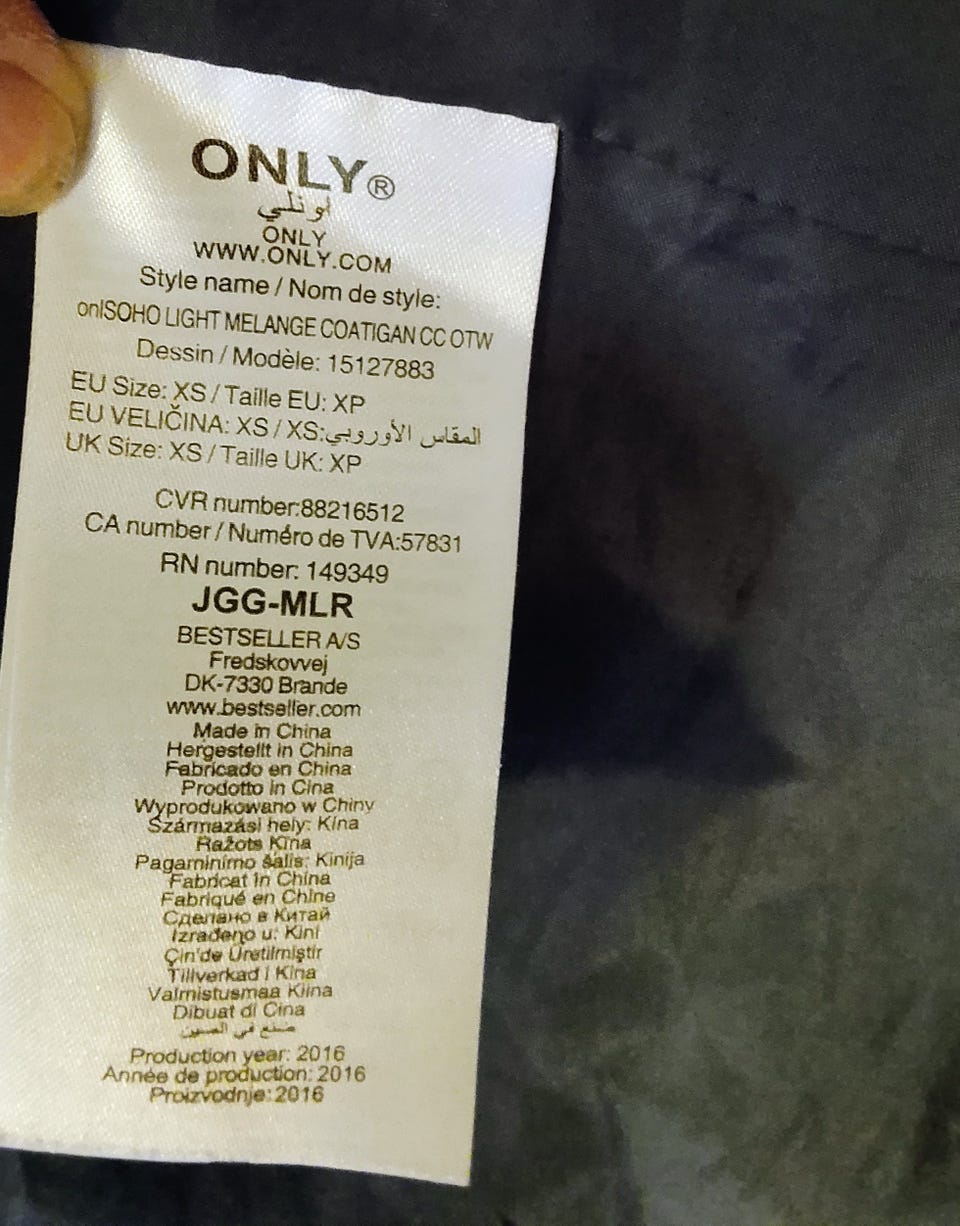 ONLY®
اونلي
ONLY
WWW.ONLY.COM
Style name / Nom de style:
onlSOHO LIGHT MELANGE COATIGAN CC OTW
Dessin / Modèle: 15127883
EU Size: XS / Taille EU: XP
EU VELIČINA: XS / XS:المقاس الأوروبي
UK Size: XS / Taille UK: XP
CVR number:88216512
CA number / Numéro de TVA:57831
RN number: 149349
JGG-MLR
BESTSELLER A/S
Fredskovvej
DK-7330 Brande
www.bestseller.com
Made in China
Hergestellt in China
Fabricado en China
Prodotto in Cina
Wyprodukowano w Chiny
Származási hely: Kína
Ražots Ķīna
Pagaminimo šalis: Kinija
Fabricat în China
Fabriqué en Chine
Сделано в Китай
Izrađeno u: Kini
Çin'de Üretilmiştir
Tillverkad i Kina
Valmistusmaa Kiina
Dibuat di Cina
صنع في الصين
Production year: 2016
Année de production: 2016
Proizvodnje: 2016